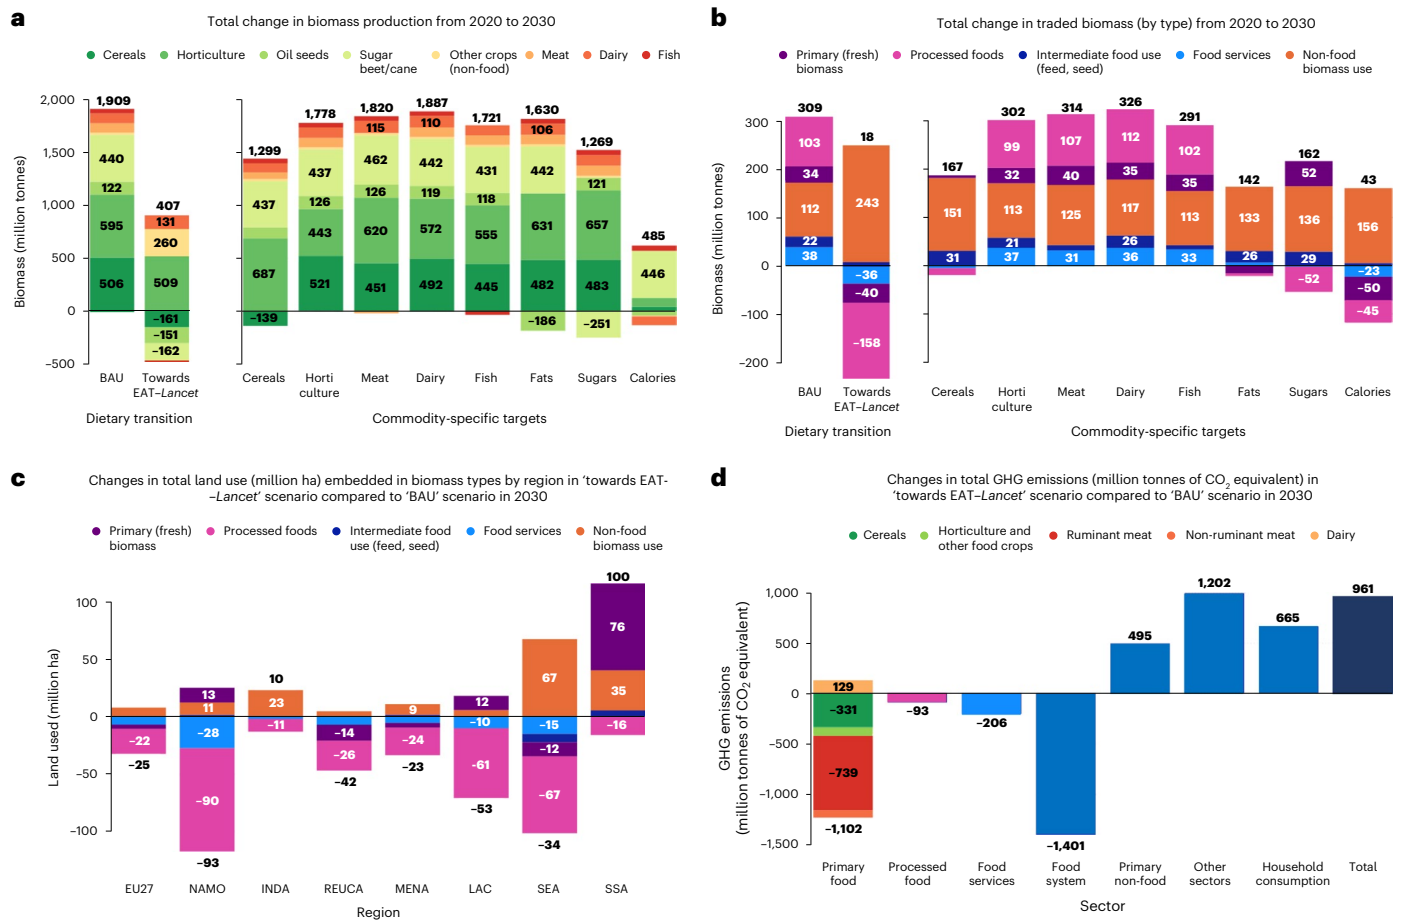 a
Total change in biomass production from 2020 to 2030
Cereals
Horticulture
Oil seeds
Sugar
beet/cane
Other crops
(non-food)
Meat
Dairy
Fish
Biomass (million tonnes)
2,000
1,500
1,000
500
0
–500
1,909
440
122
595
506
407
131
260
509
–161
–151
–162
1,299
437
687
–139
1,778
437
126
443
521
1,820
115
462
126
620
451
1,887
110
442
119
572
492
1,721
431
118
555
445
1,630
106
442
631
482
–186
1,269
121
657
483
–251
485
446
BAU
Towards
EAT–Lancet
Cereals
Horti
culture
Meat
Dairy
Fish
Fats
Sugars
Calories
Dietary transition
Commodity-specific targets
b
Total change in traded biomass (by type) from 2020 to 2030
Primary (fresh)
biomass
Processed foods
Intermediate food use
(feed, seed)
Food services
Non-food
biomass use
Biomass (million tonnes)
300
200
100
0
–100
–200
309
103
34
112
22
38
18
243
–36
–40
–158
167
151
31
302
99
32
113
21
37
314
107
40
125
31
326
112
35
117
26
36
291
102
35
113
33
142
133
26
162
52
136
29
–52
43
156
–23
–50
–45
BAU
Towards
EAT–Lancet
Cereals
Horti
culture
Meat
Dairy
Fish
Fats
Sugars
Calories
Dietary transition
Commodity-specific targets
c
Changes in total land use (million ha) embedded in biomass types by region in ‘towards EAT-
–Lancet’ scenario compared to ‘BAU’ scenario in 2030
Primary (fresh)
biomass
Processed foods
Intermediate food
use (feed, seed)
Food services
Non-food
biomass use
Land used (million ha)
100
50
0
–50
–100
–22
–25
13
11
–28
–90
–93
10
23
–11
–14
–26
–42
9
–24
–23
12
–10
–61
–53
67
–15
–12
–67
–34
100
76
35
–16
EU27
NAMO
INDA
REUCA
MENA
LAC
SEA
SSA
Region
d
Changes in total GHG emissions (million tonnes of CO2 equivalent) in
‘towards EAT–Lancet’ scenario compared to ‘BAU’ scenario in 2030
Cereals
Horticulture and
other food crops
Ruminant meat
Non-ruminant meat
Dairy
GHG emissions
(million tonnes of CO2 equivalent)
1,000
500
0
–500
–1,000
–1,500
129
–331
–739
–1,102
–93
–206
–1,401
495
1,202
665
961
Primary
food
Processed
food
Food
services
Food
system
Primary
non-food
Other
sectors
Household
consumption
Total
Sector